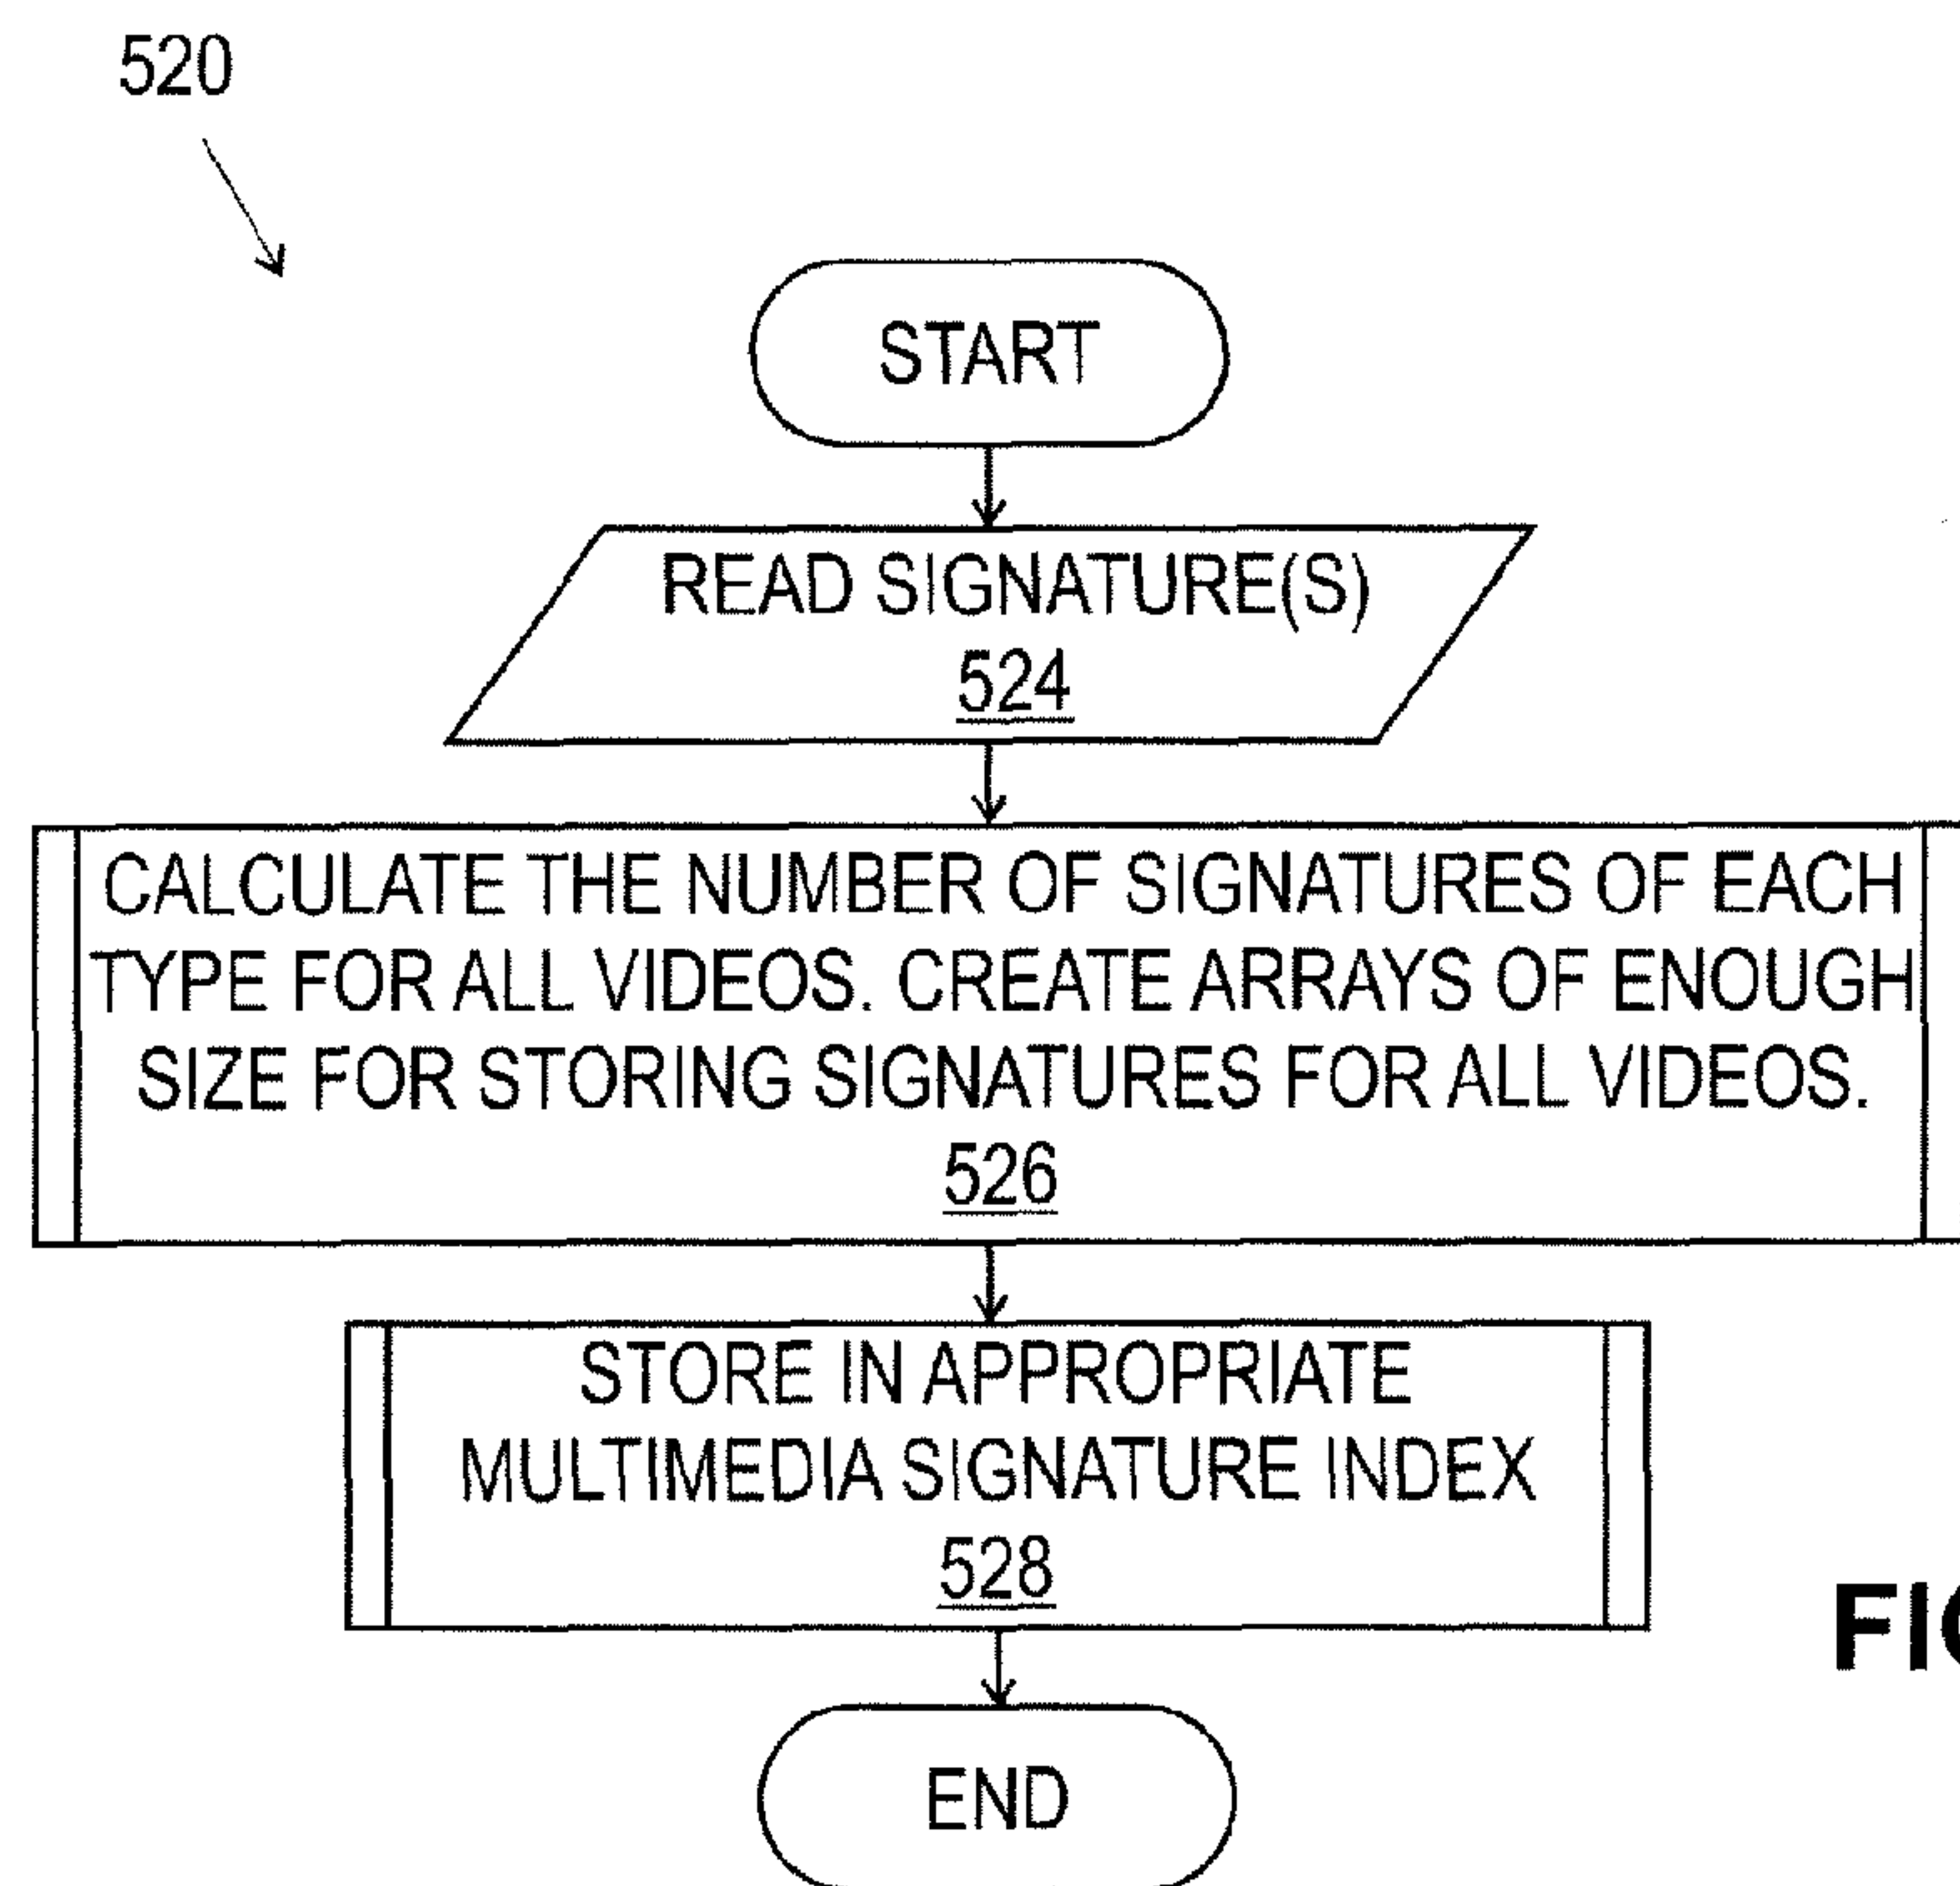 520
START
READ SIGNATURE(S)
524
CALCULATE THE NUMBER OF SIGNATURES OF EACH
TYPE FOR ALL VIDEOS. CREATE ARRAYS OF ENOUGH
SIZE FOR STORING SIGNATURES FOR ALL VIDEOS.
526
STORE IN APPROPRIATE
MULTIMEDIA SIGNATURE INDEX
528
END